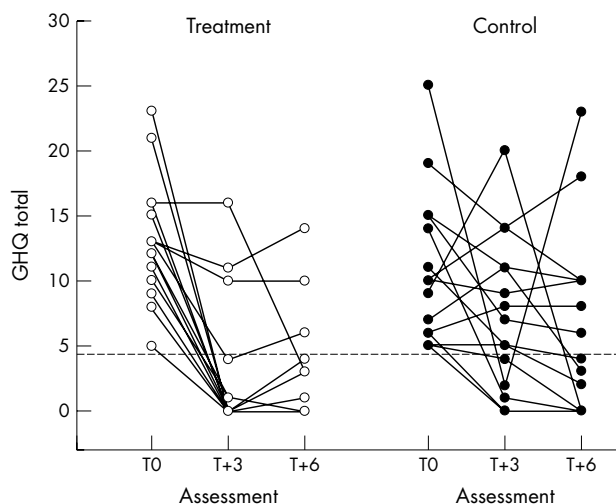 Treatment Control
30
25
20
15
10
5
0
GHQ total
T0 T+3 T+6 T0 T+3 T+6
Assessment Assessment